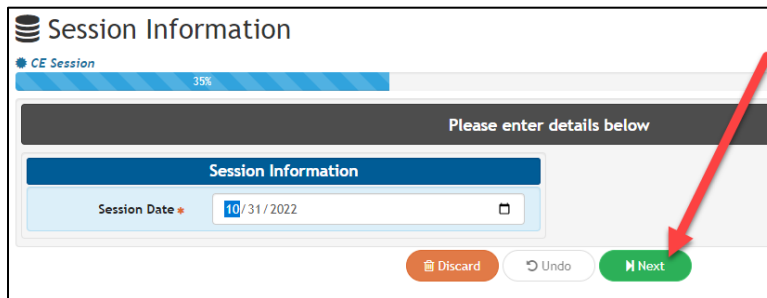 Session Information
CE Session
35%
Please enter details below
Session Information
Session Date * 10/31/2022
Discard Undo Next